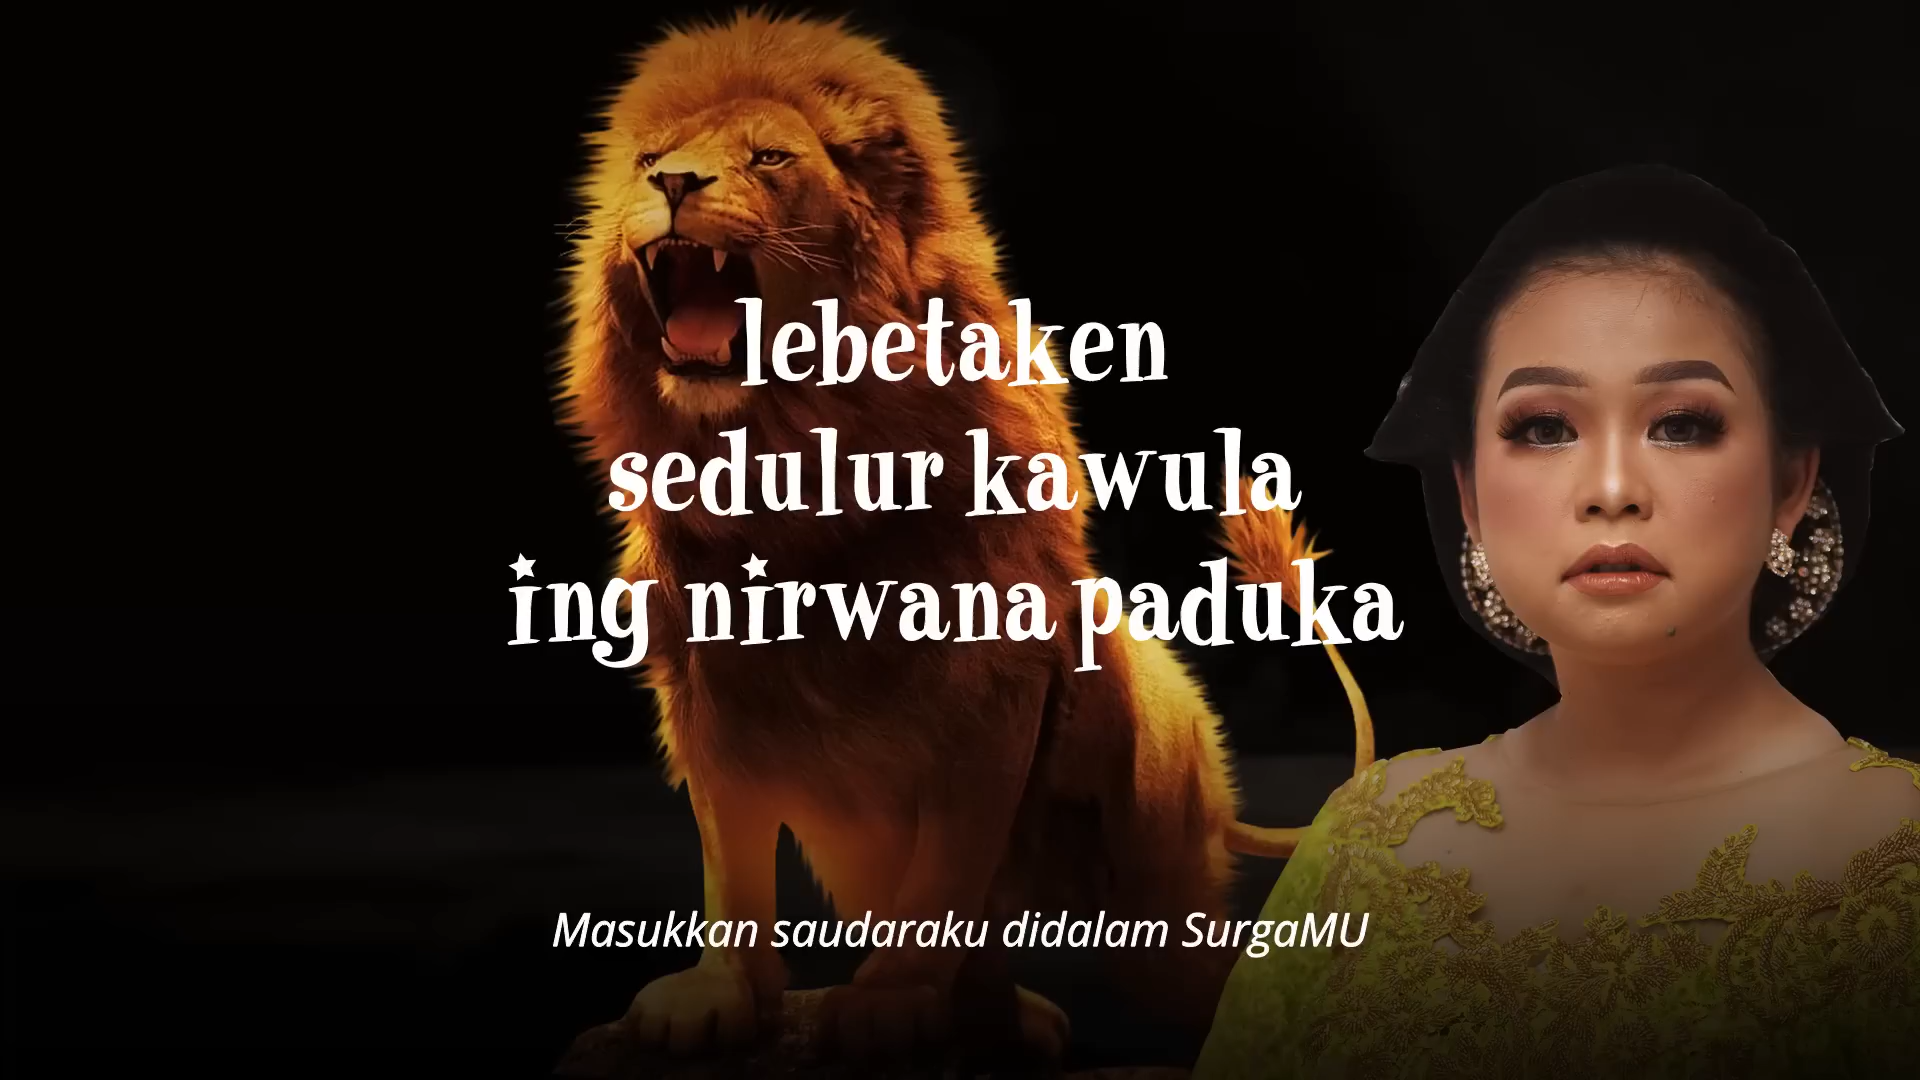 lebetaken
sedulur kawula
ing nirwana paduka
Masukkan saudaraku didalam SurgaMU